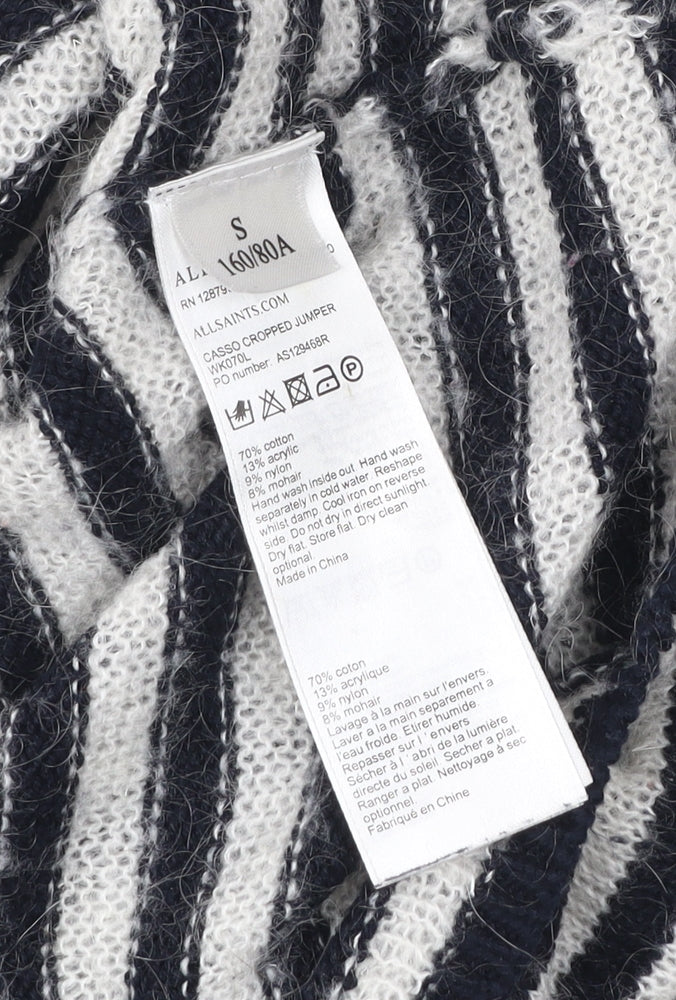 S
160/80A
RN
ALLSAINTS.COM
CASSO CROPPED JUMPER
WK070L
PO number: AS129468R
P
70% cotton
13% acrylic
9% nylon
8% mohair
Hand wash inside out. Hand wash
separately in cold water. Reshape
whilst damp. Cool iron on reverse
side. Do not dry in direct sunlight.
Dry flat. Store flat. Dry clean
optional.
Made in China
70% coton
13% acrylique
9% nylon
8% mohair
Lavage à la main sur l'envers.
Laver a la main separement a
l'eau froide. Etirer humide.
Repasser sur l' envers
Sécher à l' abri de la lumière
directe du soleil. Secher a plat.
Ranger a plat. Nettoyage à sec
optionnel.
Fabriqué en Chine